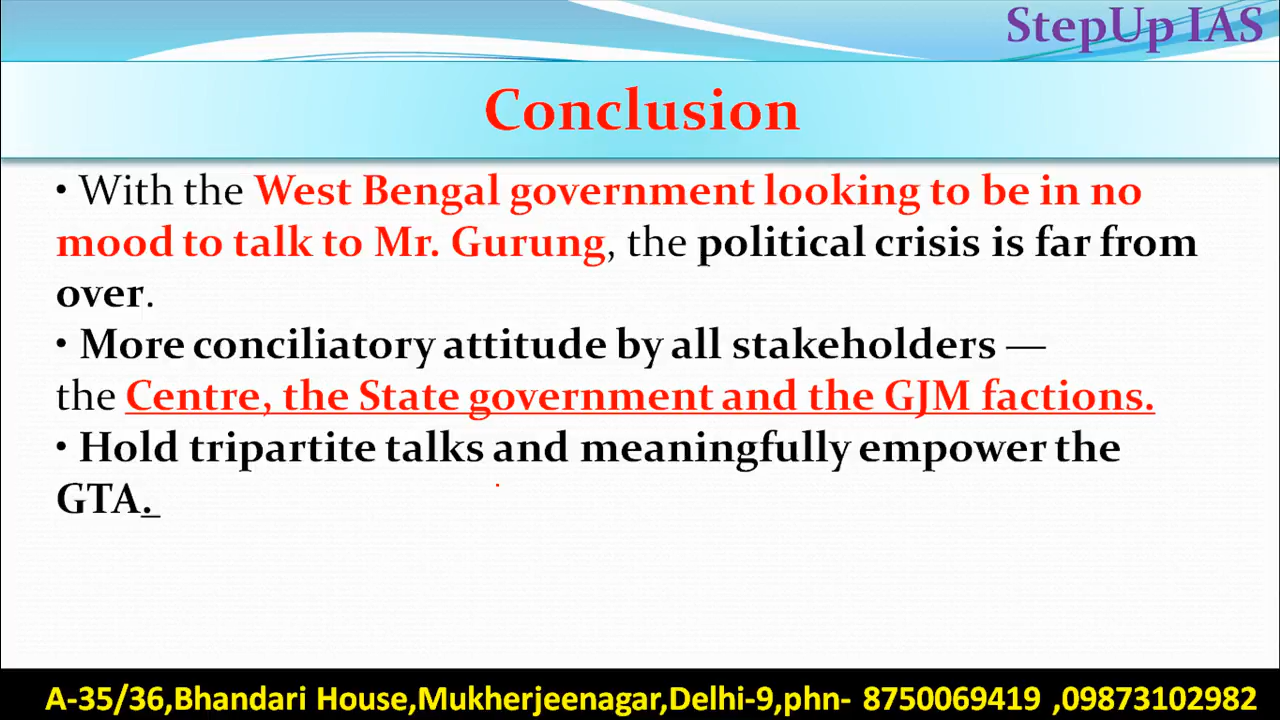 StepUp IAS
Conclusion
• With the West Bengal government looking to be in no
mood to talk to Mr. Gurung, the political crisis is far from
over.
• More conciliatory attitude by all stakeholders —
the Centre, the State government and the GJM factions.
• Hold tripartite talks and meaningfully empower the
GTA.
A-35/36,Bhandari House,Mukherjeenagar,Delhi-9,phn- 8750069419 ,09873102982